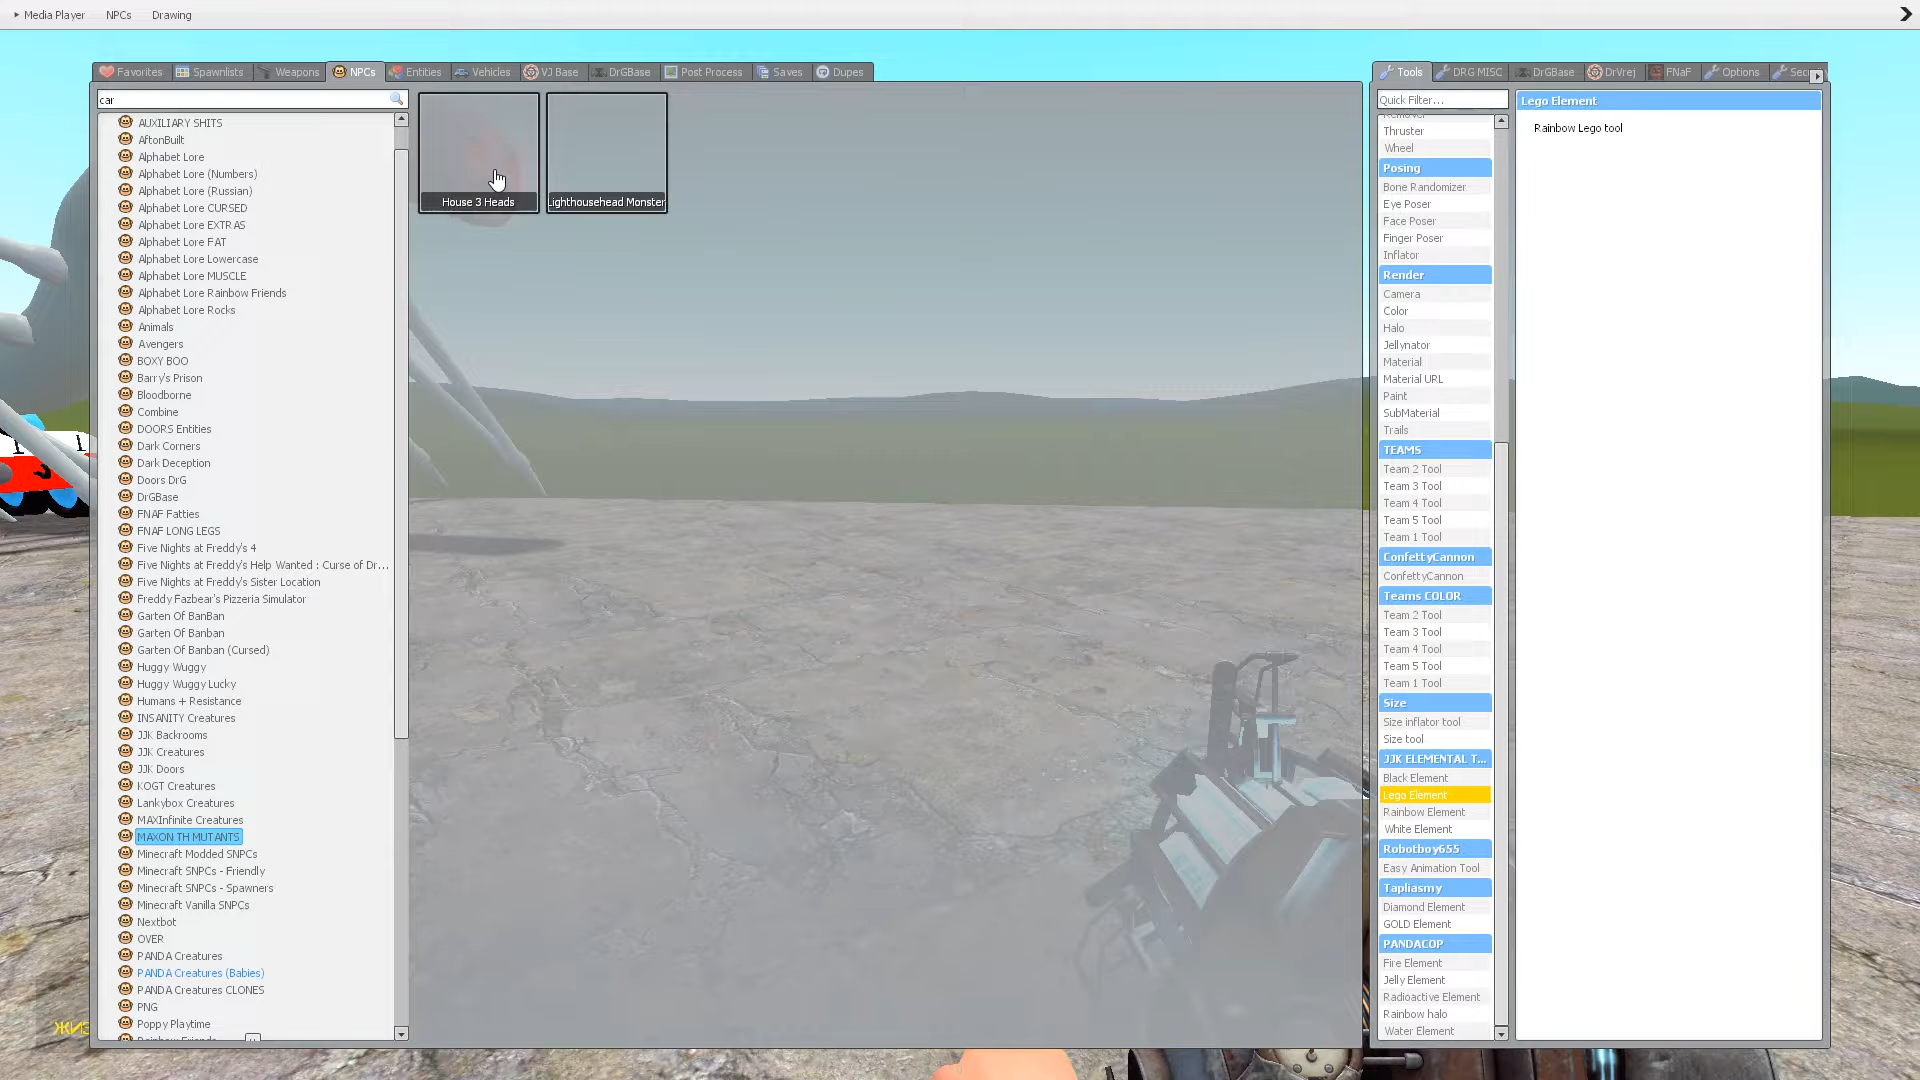 Media Player NPCs Drawing
Favorites Spawnlists Weapons NPCs Entities Vehicles VJ Base DrGBase Post Process Saves Dupes
car
AUXILIARY SHITS
AftonBuilt
Alphabet Lore
Alphabet Lore (Numbers)
Alphabet Lore (Russian)
Alphabet Lore CURSED
Alphabet Lore EXTRAS
Alphabet Lore FAT
Alphabet Lore Lowercase
Alphabet Lore MUSCLE
Alphabet Lore Rainbow Friends
Alphabet Lore Rocks
Animals
Avengers
BOXY BOO
Barry's Prison
Bloodborne
Combine
DOORS Entities
Dark Corners
Dark Deception
Doors DrG
DrGBase
FNAF Fatties
FNAF LONG LEGS
Five Nights at Freddy's 4
Five Nights at Freddy's Help Wanted : Curse of Dr...
Five Nights at Freddy's Sister Location
Freddy Fazbear's Pizzeria Simulator
Garten Of BanBan
Garten Of Banban
Garten Of Banban (Cursed)
Huggy Wuggy
Huggy Wuggy Lucky
Humans + Resistance
INSANITY Creatures
JJK Backrooms
JJK Creatures
JJK Doors
KOGT Creatures
Lankybox Creatures
MAXInfinite Creatures
MAXON TH MUTANTS
Minecraft Modded SNPCs
Minecraft SNPCs - Friendly
Minecraft SNPCs - Spawners
Minecraft Vanilla SNPCs
Nextbot
OVER
PANDA Creatures
PANDA Creatures (Babies)
PANDA Creatures CLONES
PNG
Poppy Playtime
House 3 Heads
Lighthousehead Monster
Tools DRG MISC DrGBase DrVrej FNaF Options
Quick Filter...
Remover
Thruster
Wheel
Posing
Bone Randomizer
Eye Poser
Face Poser
Finger Poser
Inflator
Render
Camera
Color
Halo
Jellynator
Material
Material URL
Paint
SubMaterial
Trails
TEAMS
Team 2 Tool
Team 3 Tool
Team 4 Tool
Team 5 Tool
Team 1 Tool
ConfettyCannon
ConfettyCannon
Teams COLOR
Team 2 Tool
Team 3 Tool
Team 4 Tool
Team 5 Tool
Team 1 Tool
Size
Size inflator tool
Size tool
JJK ELEMENTAL T...
Black Element
Lego Element
Rainbow Element
White Element
Robotboy655
Easy Animation Tool
Tapliasmy
Diamond Element
GOLD Element
PANDACOP
Fire Element
Jelly Element
Radioactive Element
Rainbow halo
Water Element
Lego Element
Rainbow Lego tool